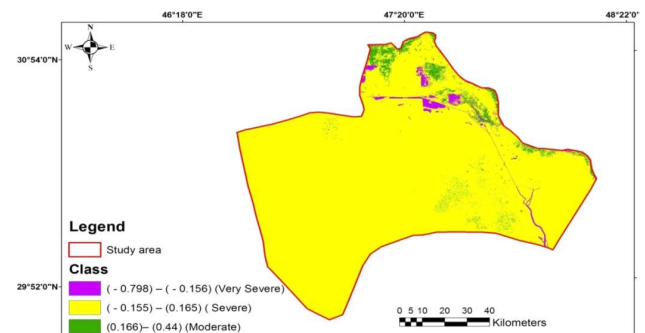 46°18'0"E 47°20'0"E 48°22'0"E
N
W E
S
30°54'0"N
29°52'0"N
Legend
Study area
Class
( - 0.798) – ( - 0.156) (Very Severe)
( - 0.155) – (0.165) ( Severe)
(0.166)– (0.44) (Moderate)
0 5 10 20 30 40
Kilometers